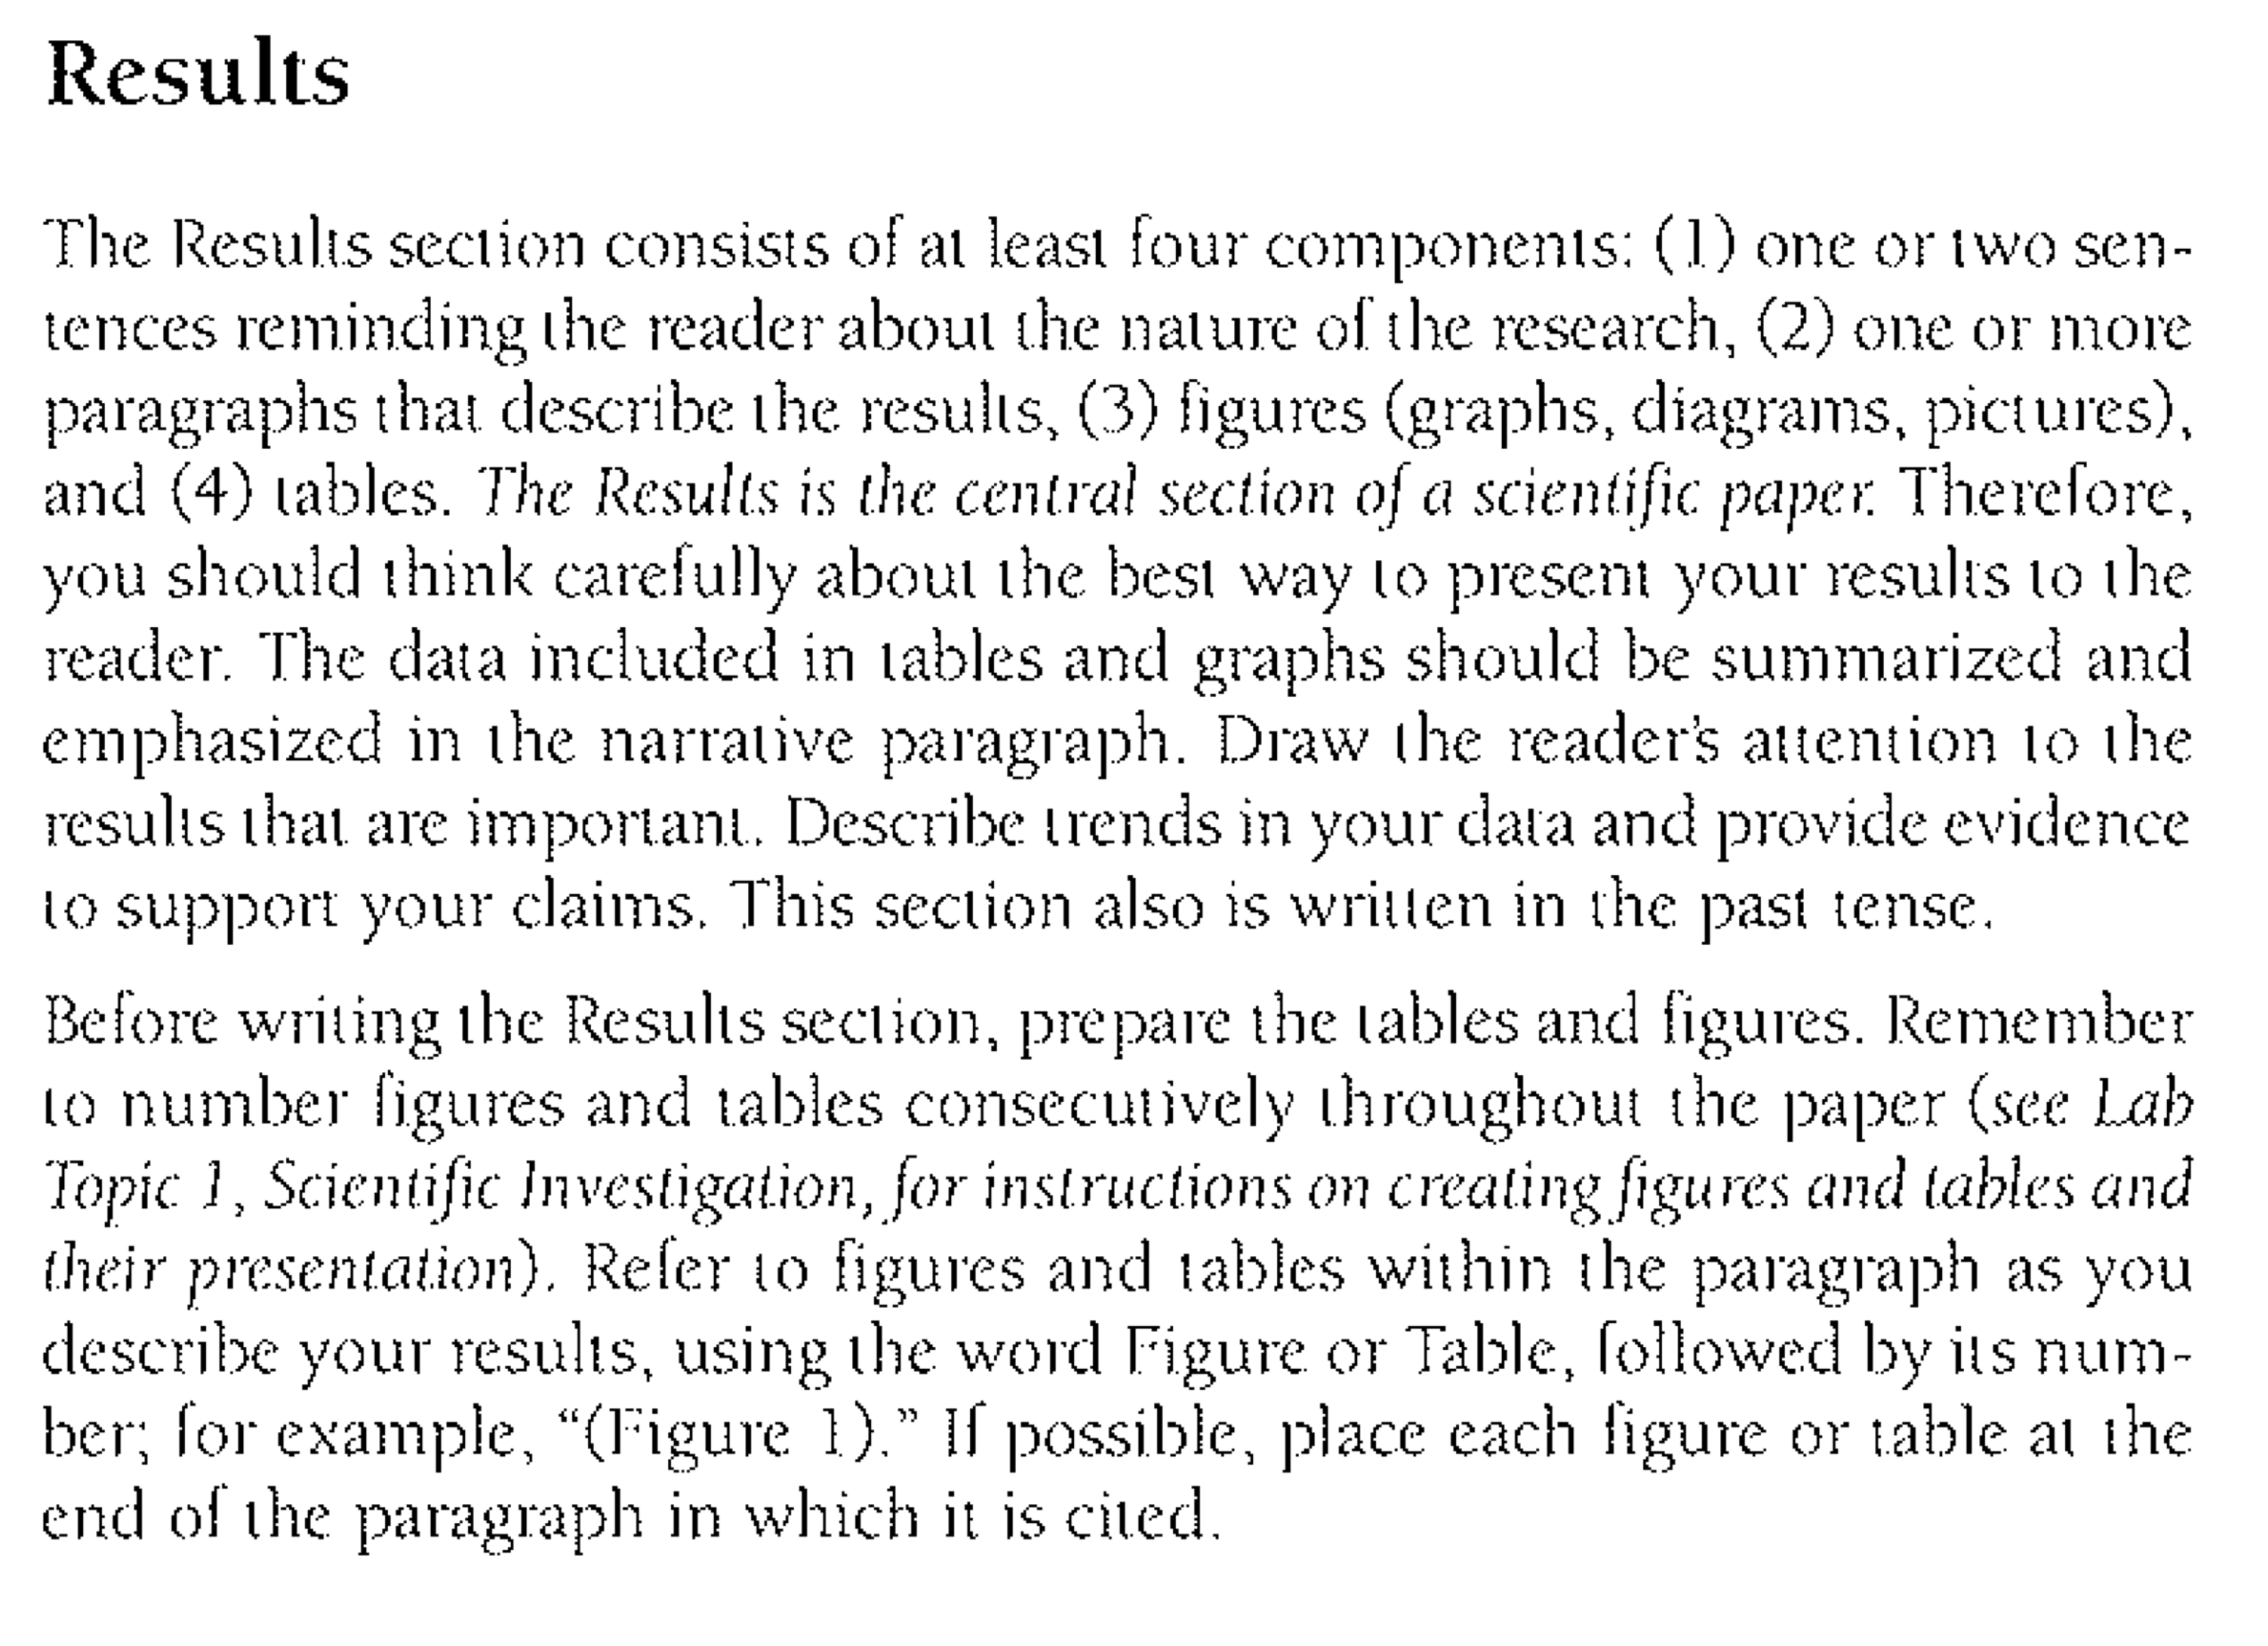 Results
The Results section consists of at least four components: (1) one or two sen-
tences reminding the reader about the nature of the research, (2) one or more
paragraphs that describe the results, (3) figures (graphs, diagrams, pictures),
and (4) tables. The Results is the central section of a scientific paper. Therefore,
you should think carefully about the best way to present your results to the
reader. The data included in tables and graphs should be summarized and
emphasized in the narrative paragraph. Draw the reader's attention to the
results that are important. Describe trends in your data and provide evidence
to support your claims. This section also is written in the past tense.
Before writing the Results section, prepare the tables and figures. Remember
to number figures and tables consecutively throughout the paper (see Lab
Topic 1, Scientific Investigation, for instructions on creating figures and tables and
their presentation). Refer to figures and tables within the paragraph as you
describe your results, using the word Figure or Table, followed by its num-
ber; for example, “(Figure 1).” If possible, place each figure or table at the
end of the paragraph in which it is cited.